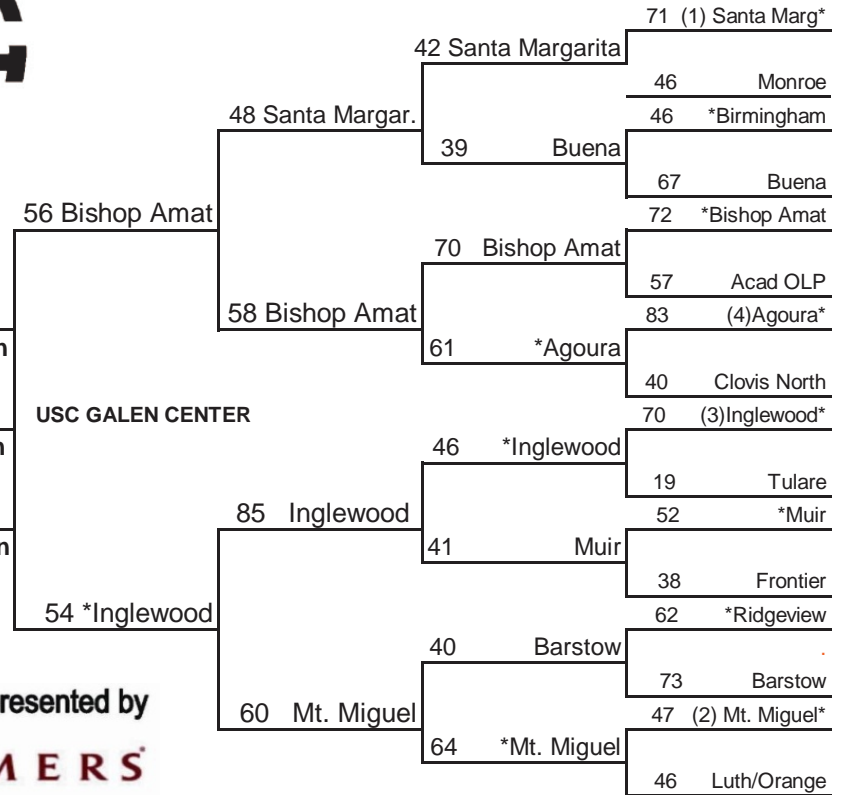 71 (1) Santa Marg*
42 Santa Margarita
46 Monroe
46 *Birmingham
48 Santa Margar.
39 Buena
67 Buena
56 Bishop Amat
72 *Bishop Amat
70 Bishop Amat
57 Acad OLP
58 Bishop Amat
83 (4)Agoura*
61 *Agoura
40 Clovis North
USC GALEN CENTER
70 (3)Inglewood*
46 *Inglewood
19 Tulare
85 Inglewood
52 *Muir
41 Muir
38 Frontier
54 *Inglewood
62 *Ridgeview
40 Barstow
73 Barstow
60 Mt. Miguel
47 (2) Mt. Miguel*
64 *Mt. Miguel
46 Luth/Orange
resented by
MERS